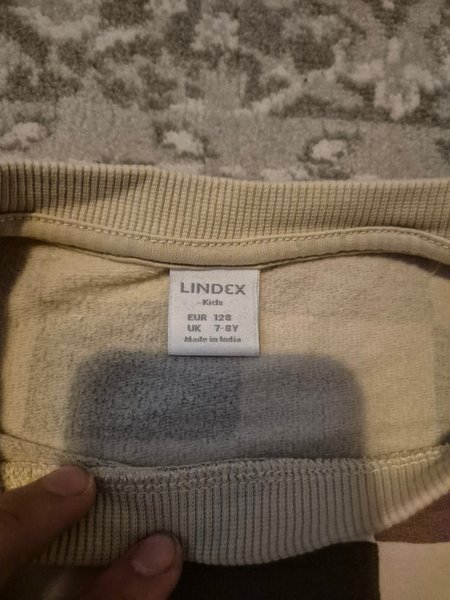 LINDEX
Kids
EUR 128
UK 7-8Y
Made in India